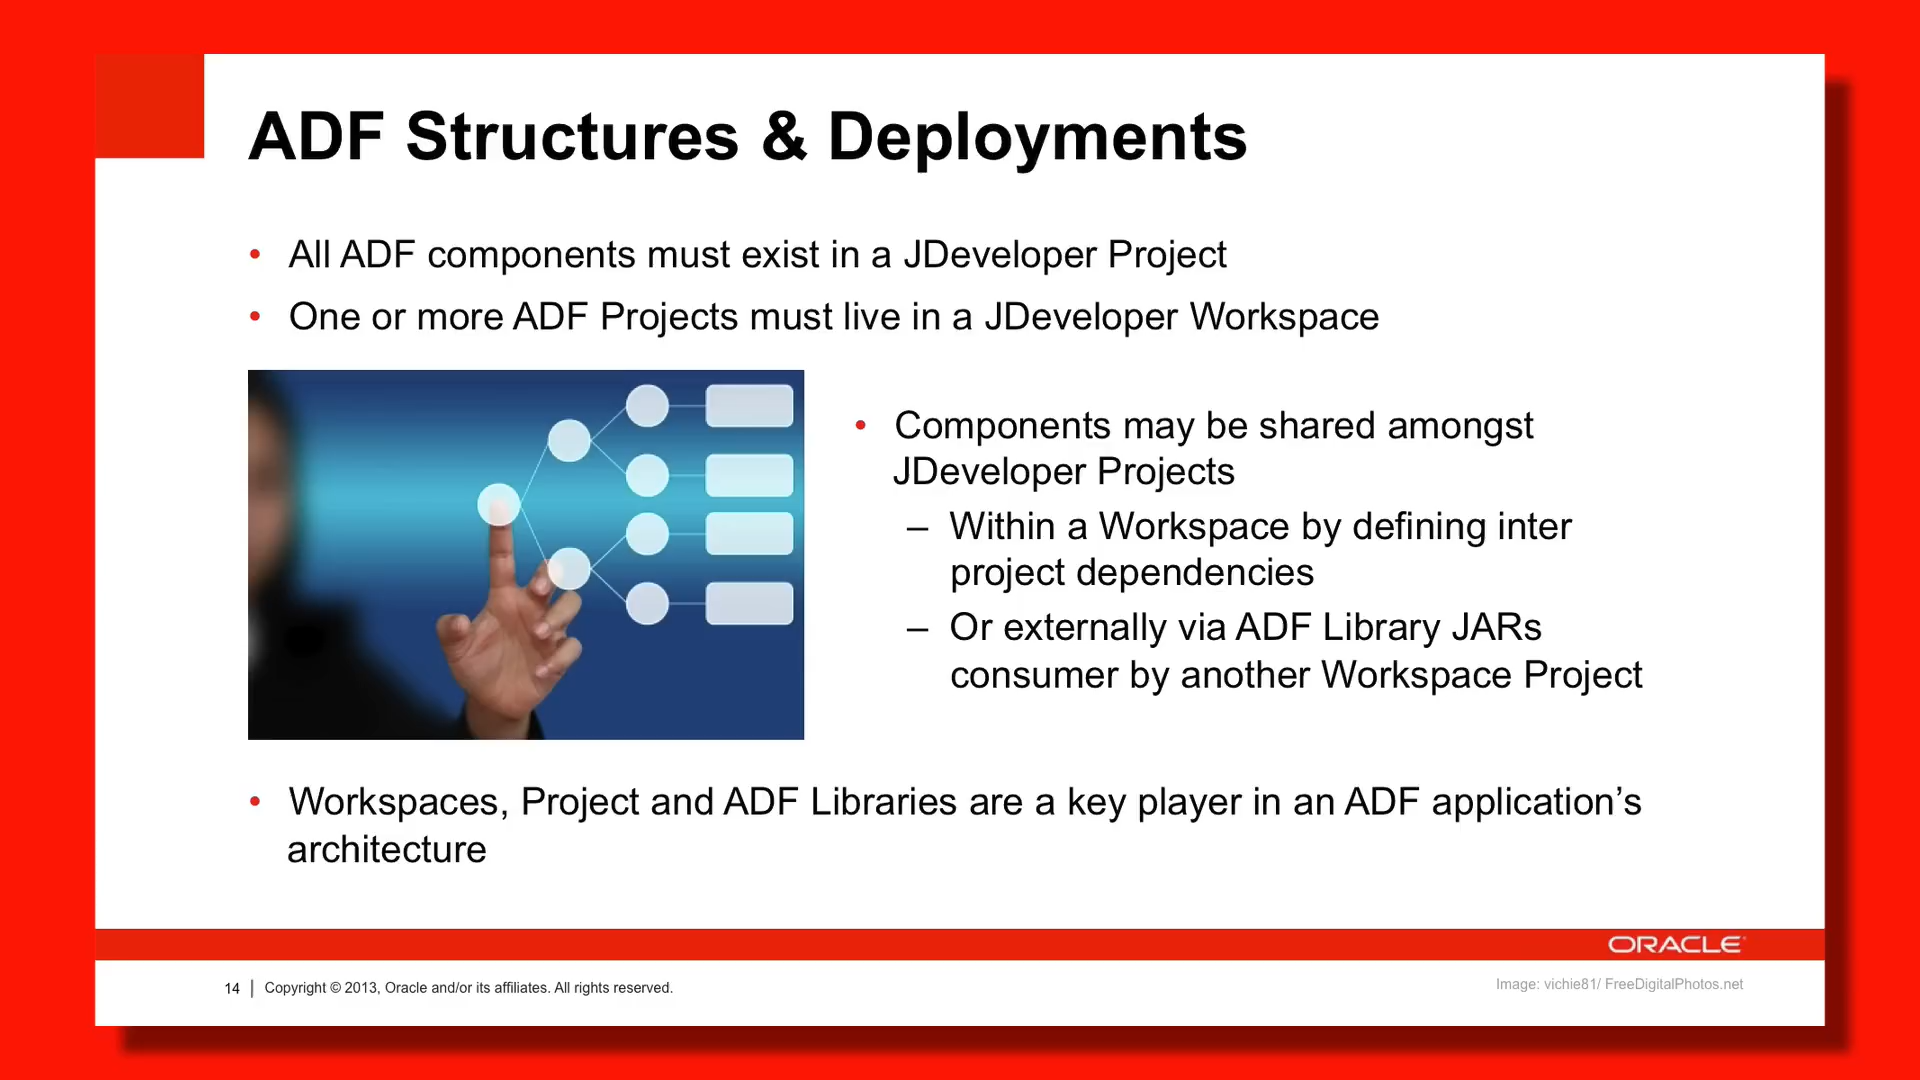 ADF Structures & Deployments
• All ADF components must exist in a JDeveloper Project
• One or more ADF Projects must live in a JDeveloper Workspace
• Components may be shared amongst
JDeveloper Projects
– Within a Workspace by defining inter
project dependencies
– Or externally via ADF Library JARs
consumer by another Workspace Project
• Workspaces, Project and ADF Libraries are a key player in an ADF application’s
architecture
ORACLE
14 | Copyright © 2013, Oracle and/or its affiliates. All rights reserved.
Image: vichie81/ FreeDigitalPhotos.net